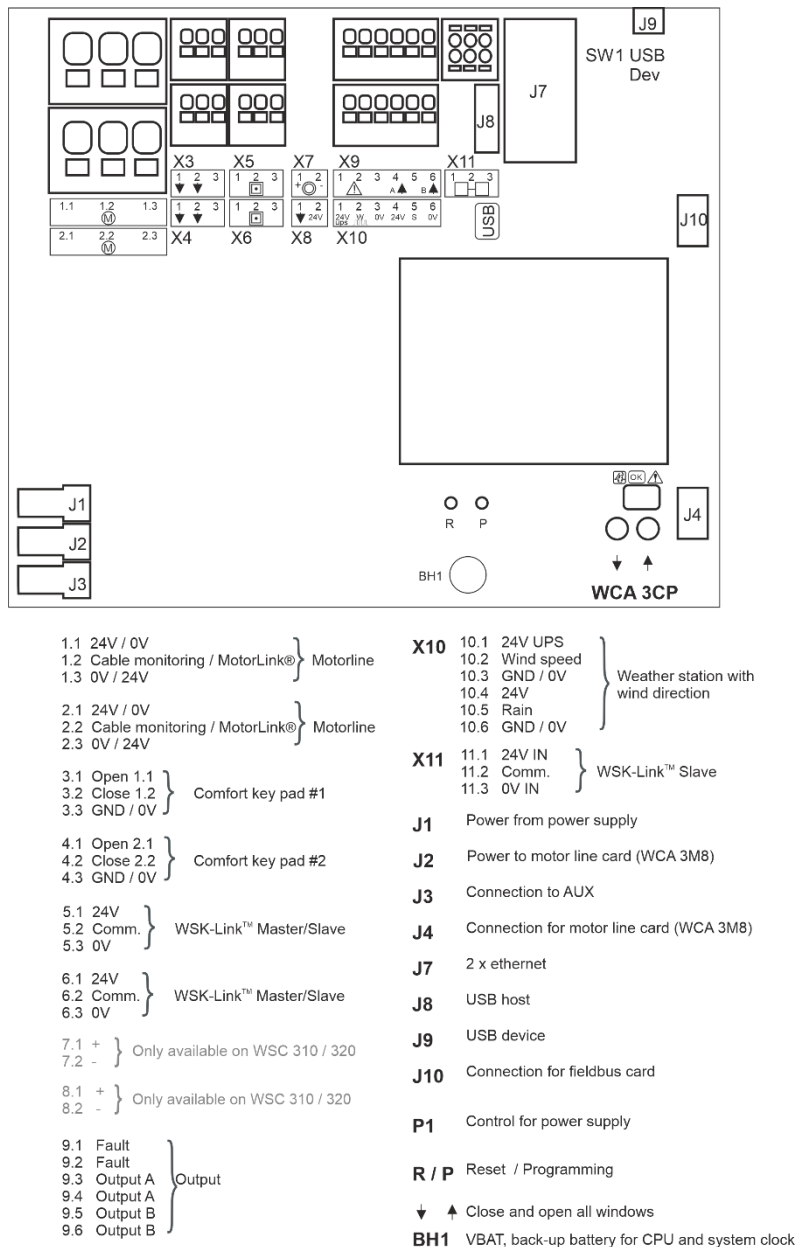 J9
SW1 USB
Dev
J7
J8
X3 X5 X7 X9 X11
1 2 3 1 2 3 1 2 1 2 3 4 5 6 1 2 3
+ - A B
1.1 1.2 1.3
M
1 2 3 1 2 3 1 2 1 2 3 4 5 6
24V 24V W 0V 24V S 0V
ups
USB
J10
2.1 2.2 2.3
M
X4 X6 X8 X10
J1
J2
J3
R P
BH1
OK
J4
WCA 3CP
1.1 24V / 0V
1.2 Cable monitoring / MotorLink® Motorline
1.3 0V / 24V
2.1 24V / 0V
2.2 Cable monitoring / MotorLink® Motorline
2.3 0V / 24V
3.1 Open 1.1
3.2 Close 1.2 Comfort key pad #1
3.3 GND / 0V
4.1 Open 2.1
4.2 Close 2.2 Comfort key pad #2
4.3 GND / 0V
5.1 24V
5.2 Comm. WSK-Link™ Master/Slave
5.3 0V
6.1 24V
6.2 Comm. WSK-Link™ Master/Slave
6.3 0V
7.1 +
7.2 - Only available on WSC 310 / 320
8.1 +
8.2 - Only available on WSC 310 / 320
9.1 Fault
9.2 Fault
9.3 Output A Output
9.4 Output A
9.5 Output B
9.6 Output B
X10 10.1 24V UPS
10.2 Wind speed
10.3 GND / 0V Weather station with
10.4 24V wind direction
10.5 Rain
10.6 GND / 0V
X11 11.1 24V IN
11.2 Comm. WSK-Link™ Slave
11.3 0V IN
J1 Power from power supply
J2 Power to motor line card (WCA 3M8)
J3 Connection to AUX
J4 Connection for motor line card (WCA 3M8)
J7 2 x ethernet
J8 USB host
J9 USB device
J10 Connection for fieldbus card
P1 Control for power supply
R / P Reset / Programming
Close and open all windows
BH1 VBAT, back-up battery for CPU and system clock